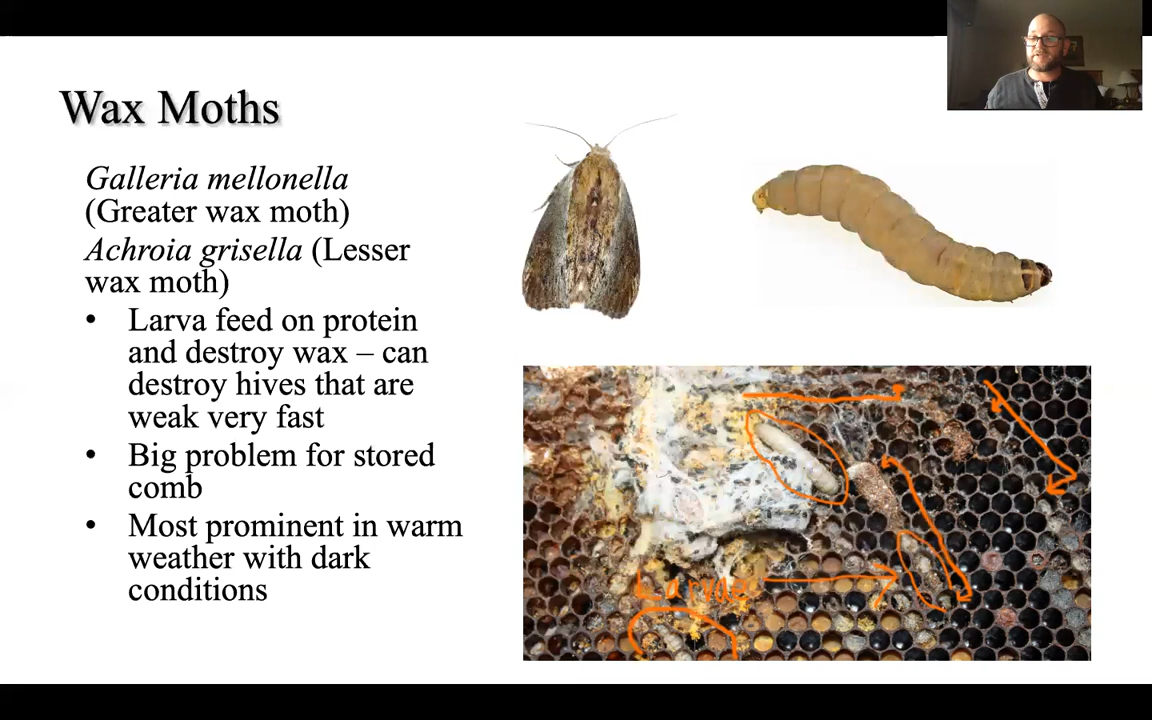 Wax Moths
Galleria mellonella
(Greater wax moth)
Achroia grisella (Lesser
wax moth)
• Larva feed on protein
and destroy wax – can
destroy hives that are
weak very fast
• Big problem for stored
comb
• Most prominent in warm
weather with dark
conditions
Larvae